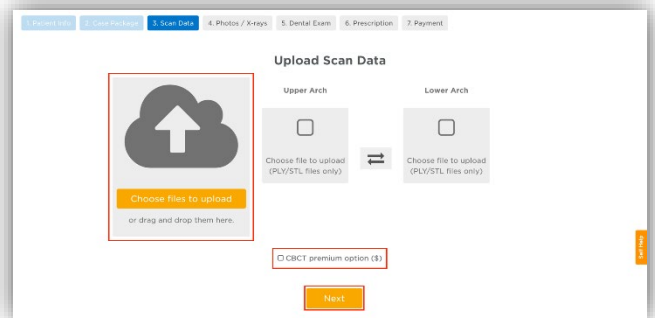 1. Patient Info 2. Case Package 3. Scan Data 4. Photos / X-rays 5. Dental Exam 6. Prescription 7. Payment
Upload Scan Data
Upper Arch Lower Arch
Choose file to upload
(PLY/STL files only)
Choose file to upload
(PLY/STL files only)
Choose files to upload
or drag and drop them here.
CBCT premium option ($)
Next
Self Help